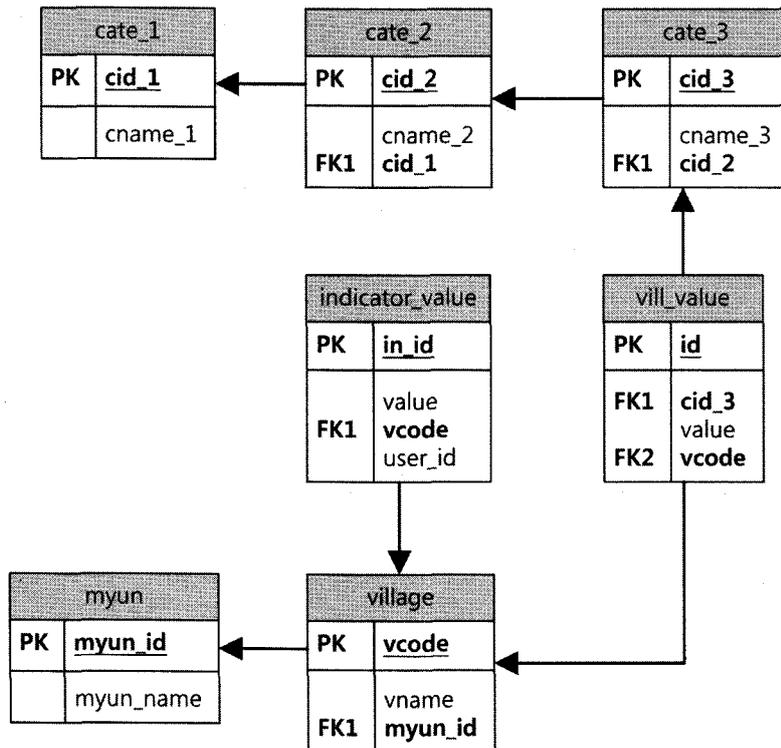 cate_1
PK cid_1
cname_1
cate_2
PK cid_2
cname_2
FK1 cid_1
cate_3
PK cid_3
cname_3
FK1 cid_2
indicator_value
PK in_id
value
FK1 vcode
user_id
vill_value
PK id
FK1 cid_3
value
FK2 vcode
myun
PK myun_id
myun_name
village
PK vcode
vname
FK1 myun_id